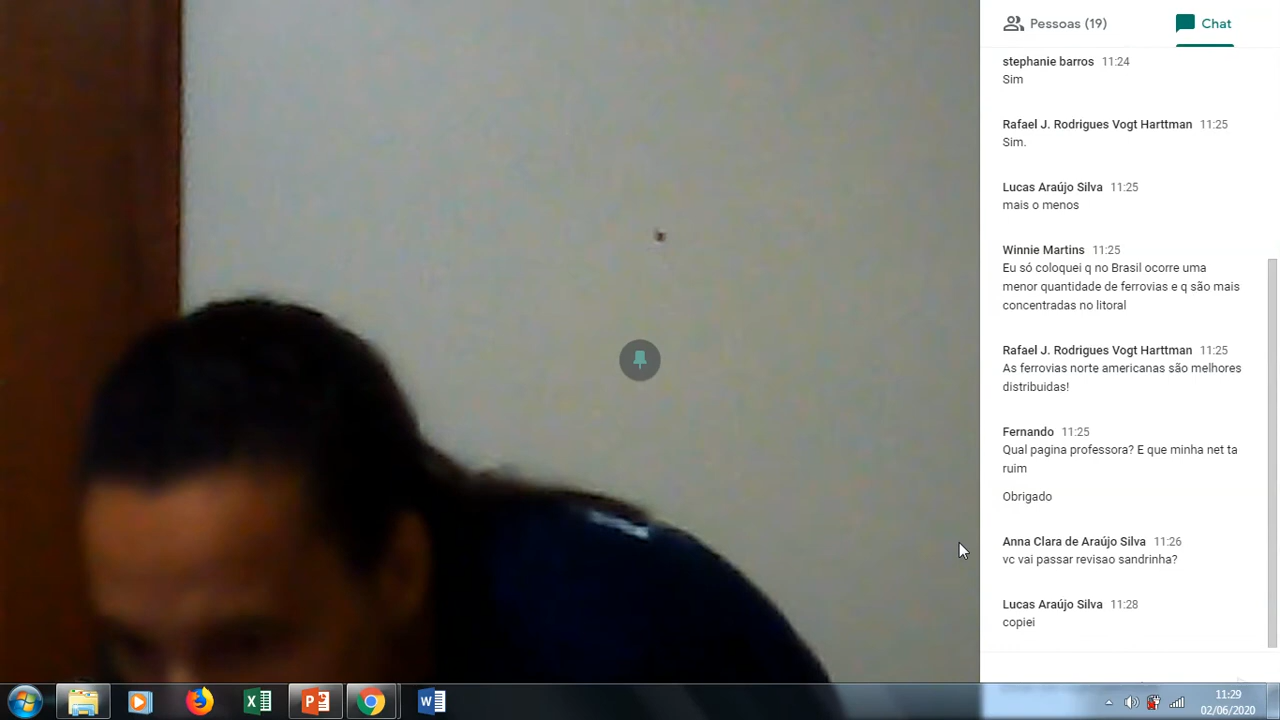 Pessoas (19)
Chat
stephanie barros 11:24
Sim
Rafael J. Rodrigues Vogt Harttman 11:25
Sim.
Lucas Araújo Silva 11:25
mais o menos
Winnie Martins 11:25
Eu só coloquei q no Brasil ocorre uma
menor quantidade de ferrovias e q são mais
concentradas no litoral
Rafael J. Rodrigues Vogt Harttman 11:25
As ferrovias norte americanas são melhores
distribuidas!
Fernando 11:25
Qual pagina professora? E que minha net ta
ruim
Obrigado
Anna Clara de Araújo Silva 11:26
vc vai passar revisao sandrinha?
Lucas Araújo Silva 11:28
copiei
11:29
02/06/2020